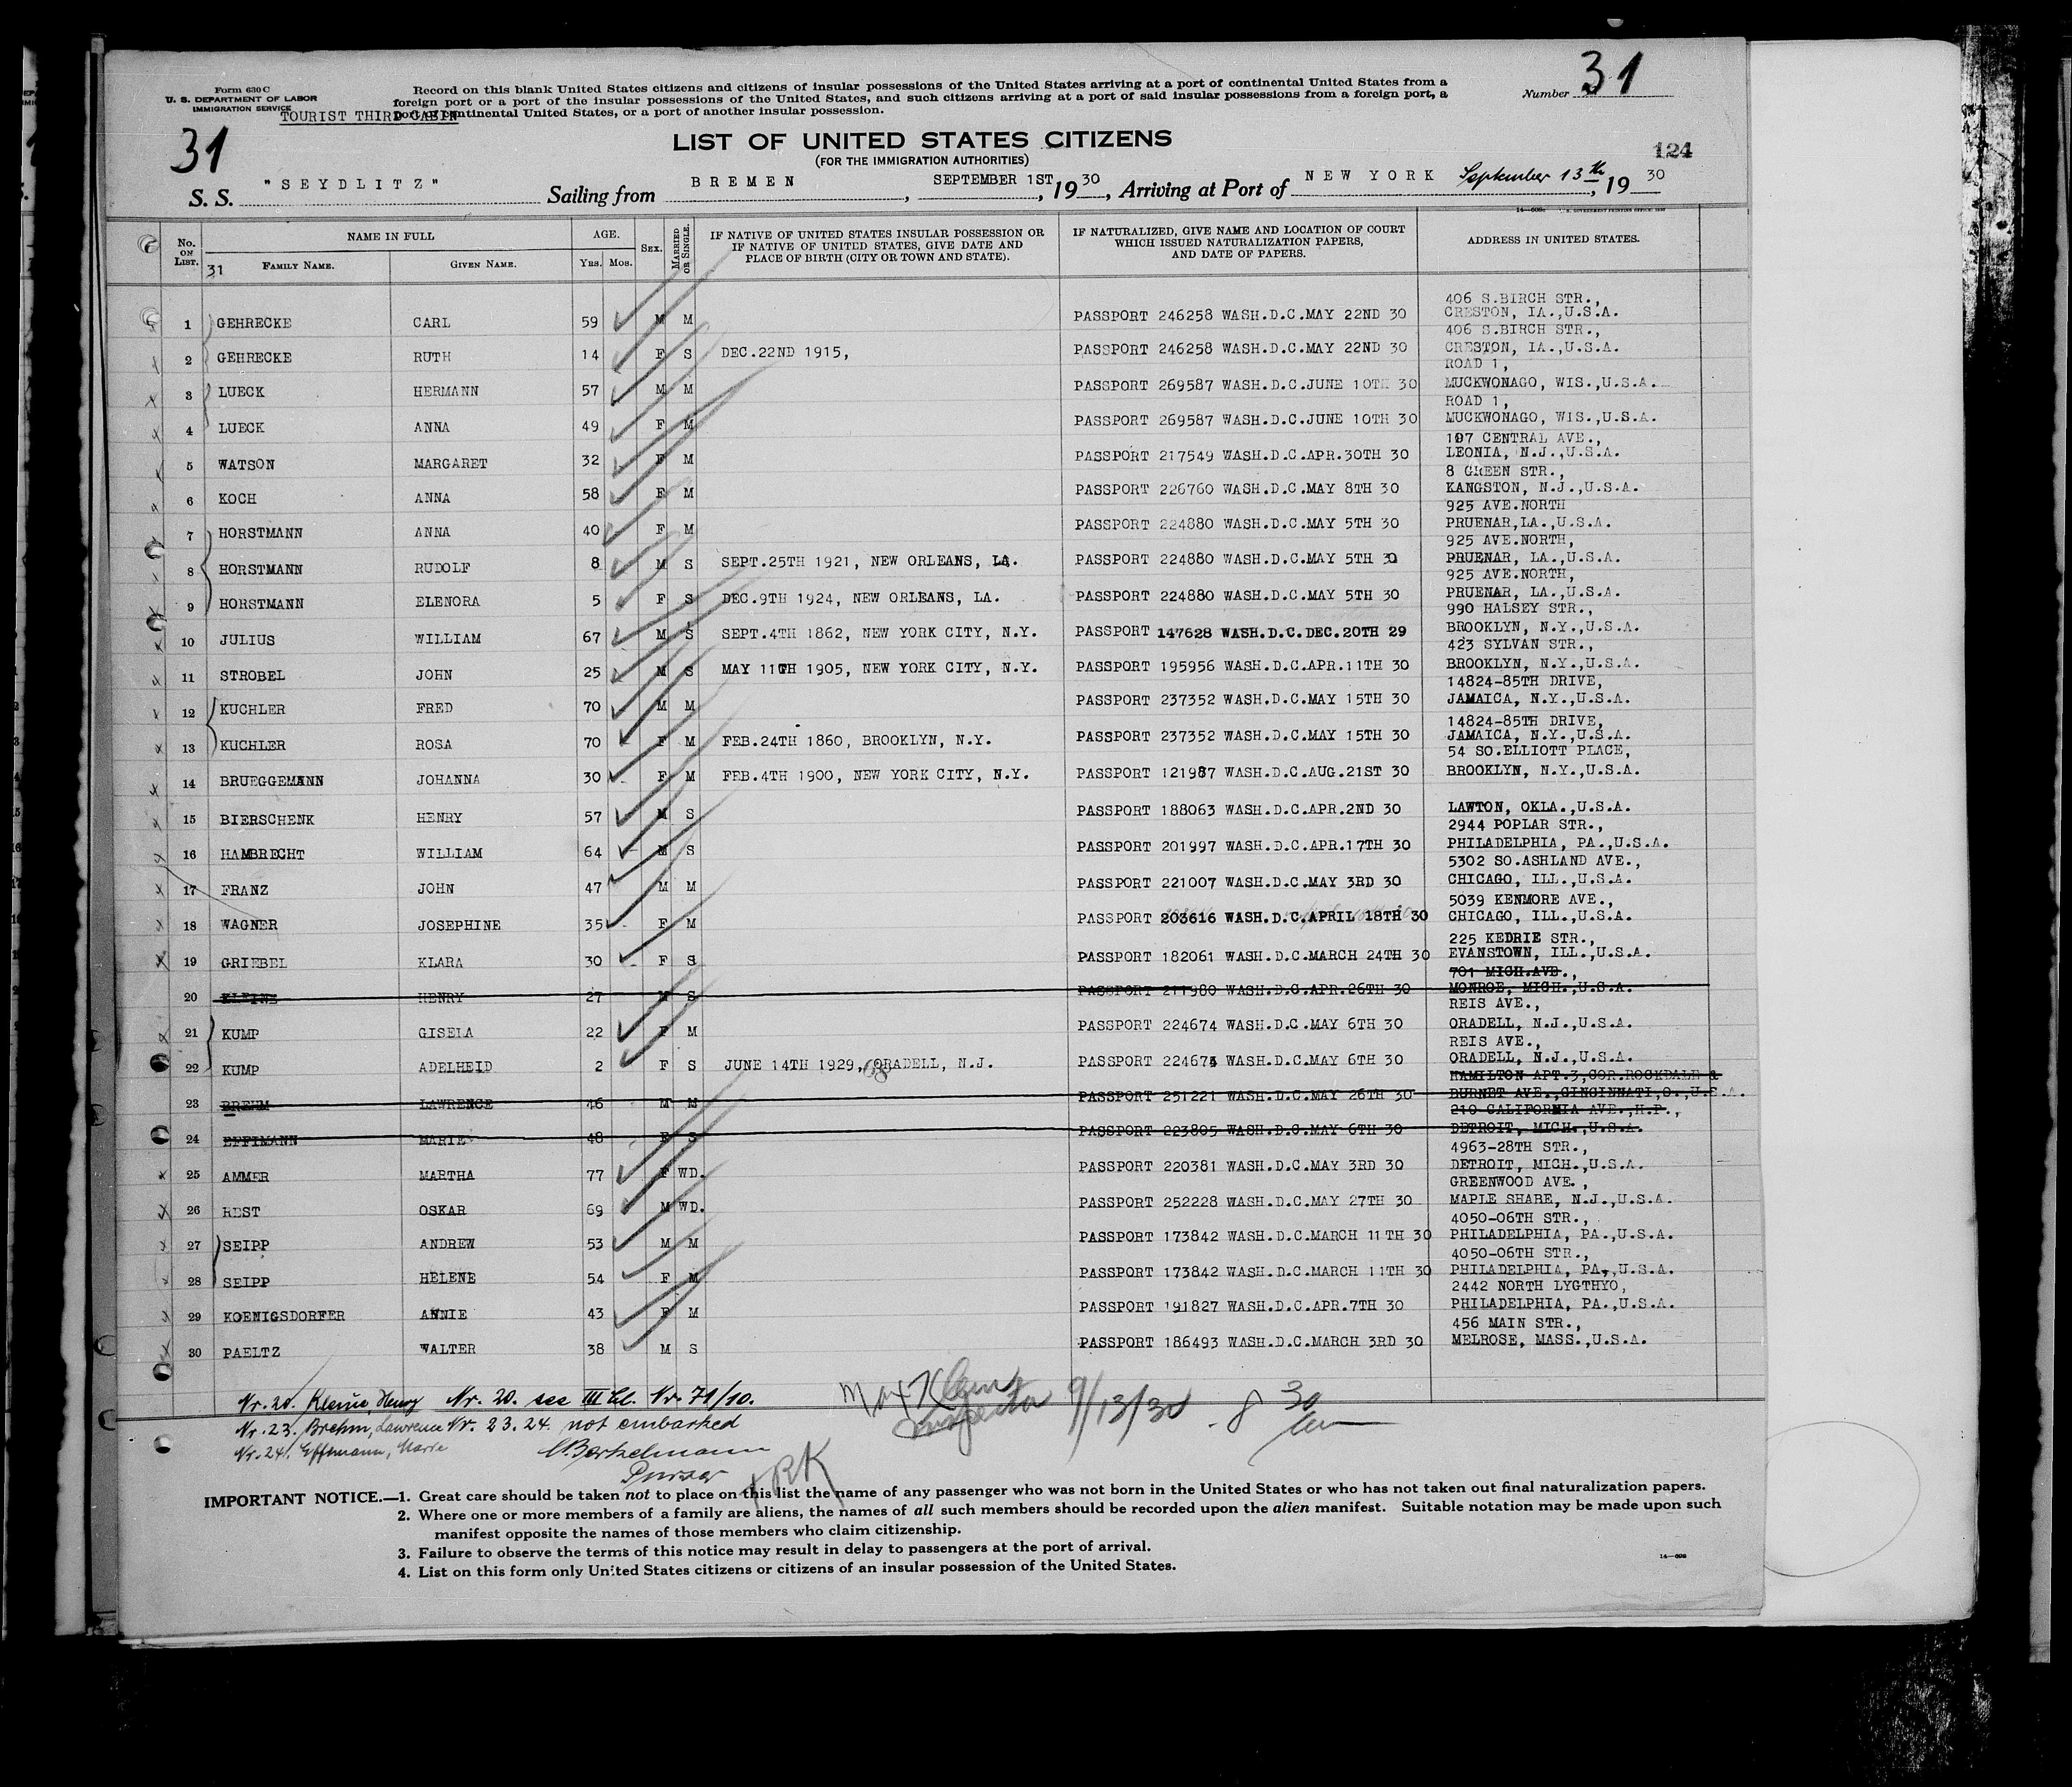 Form 630 C
U. S. DEPARTMENT OF LABOR
IMMIGRATION SERVICE
TOURIST THIRD CABIN
Record on this blank United States citizens and citizens of insular possessions of the United States arriving at a port of continental United States from a
foreign port or a port of the insular possessions of the United States, and such citizens arriving at a port of said insular possessions from a foreign port, a
port of continental United States, or a port of another insular possession.
Number 31
31
LIST OF UNITED STATES CITIZENS
(FOR THE IMMIGRATION AUTHORITIES)
124
S. S. "SEYDLITZ" Sailing from BREMEN, SEPTEMBER 1ST, 1930, Arriving at Port of NEW YORK September 13th, 1930
No. ON LIST. NAME IN FULL AGE. SEX. MARRIED OR SINGLE. IF NATIVE OF UNITED STATES INSULAR POSSESSION OR IF NATIVE OF UNITED STATES, GIVE DATE AND PLACE OF BIRTH (CITY OR TOWN AND STATE). IF NATURALIZED, GIVE NAME AND LOCATION OF COURT WHICH ISSUED NATURALIZATION PAPERS, AND DATE OF PAPERS. ADDRESS IN UNITED STATES.
31 FAMILY NAME. GIVEN NAME. YRS. MOS.
406 S.BIRCH STR.,
1 GEHRECKE CARL 59 M M PASSPORT 246258 WASH.D.C.MAY 22ND 30 CRESTON, IA.,U.S.A.
406 S.BIRCH STR.,
2 GEHRECKE RUTH 14 F S DEC.22ND 1915, PASSPORT 246258 WASH.D.C.MAY 22ND 30 CRESTON, IA.,U.S.A.
ROAD 1,
3 LUECK HERMANN 57 M M PASSPORT 269587 WASH.D.C.JUNE 10TH 30 MUCKWONAGO, WIS.,U.S.A.
ROAD 1,
4 LUECK ANNA 49 F M PASSPORT 269587 WASH.D.C.JUNE 10TH 30 MUCKWONAGO, WIS.,U.S.A.
197 CENTRAL AVE.,
5 WATSON MARGARET 32 F M PASSPORT 217549 WASH.D.C.APR.30TH 30 LEONIA, N.J.,U.S.A.
8 GREEN STR.,
6 KOCH ANNA 58 F M PASSPORT 226760 WASH.D.C.MAY 8TH 30 KANGSTON, N.J.,U.S.A.
925 AVE.NORTH
7 HORSTMANN ANNA 40 F M PASSPORT 224880 WASH.D.C.MAY 5TH 30 PRUENAR,LA.,U.S.A.
925 AVE.NORTH,
8 HORSTMANN RUDOLF 8 M S SEPT.25TH 1921, NEW ORLEANS, LA. PASSPORT 224880 WASH.D.C.MAY 5TH 30 PRUENAR, LA.,U.S.A.
925 AVE.NORTH,
9 HORSTMANN ELENORA 5 F S DEC.9TH 1924, NEW ORLEANS, LA. PASSPORT 224880 WASH.D.C.MAY 5TH 30 PRUENAR, LA.,U.S.A.
990 HALSEY STR.,
10 JULIUS WILLIAM 67 M S SEPT.4TH 1862, NEW YORK CITY, N.Y. PASSPORT 147628 WASH.D.C.DEC.20TH 29 BROOKLYN, N.Y.,U.S.A.
423 SYLVAN STR.,
11 STROBEL JOHN 25 M S MAY 11TH 1905, NEW YORK CITY, N.Y. PASSPORT 195956 WASH.D.C.APR.11TH 30 BROOKLYN, N.Y.,U.S.A.
14824-85TH DRIVE,
12 KUCHLER FRED 70 M M PASSPORT 237352 WASH.D.C.MAY 15TH 30 JAMAICA, N.Y.,U.S.A.
14824-85TH DRIVE,
13 KUCHLER ROSA 70 F M FEB.24TH 1860, BROOKLYN, N.Y. PASSPORT 237352 WASH.D.C.MAY 15TH 30 JAMAICA, N.Y.,U.S.A.
54 SO.ELLIOTT PLACE,
14 BRUEGGEMANN JOHANNA 30 F M FEB.4TH 1900, NEW YORK CITY, N.Y. PASSPORT 121987 WASH.D.C.AUG.21ST 30 BROOKLYN, N.Y.,U.S.A.
15 BIERSCHENK HENRY 57 M S PASSPORT 188063 WASH.D.C.APR.2ND 30 LAWTON, OKLA.,U.S.A.
2944 POPLAR STR.,
16 HAMBRECHT WILLIAM 64 M S PASSPORT 201997 WASH.D.C.APR.17TH 30 PHILADELPHIA, PA.,U.S.A.
5302 SO.ASHLAND AVE.,
17 FRANZ JOHN 47 M M PASSPORT 221007 WASH.D.C.MAY 3RD 30 CHICAGO, ILL.,U.S.A.
5039 KENMORE AVE.,
18 WAGNER JOSEPHINE 35 F M PASSPORT 203616 WASH.D.C.APRIL 18TH 30 CHICAGO, ILL.,U.S.A.
225 KEDRIE STR.,
19 GRIEBEL KLARA 30 F S PASSPORT 182061 WASH.D.C.MARCH 24TH 30 EVANSTOWN, ILL.,U.S.A.
701 MICH.AVE.,
20 KLEINE HENRY 27 M S PASSPORT 211980 WASH.D.C.APR.26TH 30 MONROE, MICH.,U.S.A.
REIS AVE.,
21 KUMP GISELA 22 F M PASSPORT 224674 WASH.D.C.MAY 6TH 30 ORADELL, N.J.,U.S.A.
REIS AVE.,
22 KUMP ADELHEID 2 F S JUNE 14TH 1929, ORADELL, N.J. PASSPORT 224674 WASH.D.C.MAY 6TH 30 ORADELL, N.J.,U.S.A.
HAMILTON APT.3,COR.ROCKDALE &
23 BREHM LAWRENCE 46 M M PASSPORT 251221 WASH.D.C.MAY 26TH 30 BURNET AVE.,CINCINNATI,O.,U.S.A.
210 CALIFORNIA AVE.,H.P.,
24 EFFIMANN MARIE 48 F S PASSPORT 223805 WASH.D.C.MAY 6TH 30 DETROIT, MICH.,U.S.A.
4963-28TH STR.,
25 AMMER MARTHA 77 F WD. PASSPORT 220381 WASH.D.C.MAY 3RD 30 DETROIT, MICH.,U.S.A.
GREENWOOD AVE.,
26 REST OSKAR 69 M WD. PASSPORT 252228 WASH.D.C.MAY 27TH 30 MAPLE SHARE, N.J.,U.S.A.
4050-06TH STR.,
27 SEIPP ANDREW 53 M M PASSPORT 173842 WASH.D.C.MARCH 11TH 30 PHILADELPHIA, PA.,U.S.A.
4050-06TH STR.,
28 SEIPP HELENE 54 F M PASSPORT 173842 WASH.D.C.MARCH 11TH 30 PHILADELPHIA, PA.,U.S.A.
2442 NORTH LYGTHYO,
29 KOENIGSDORFER ANNIE 43 F M PASSPORT 191827 WASH.D.C.APR.7TH 30 PHILADELPHIA, PA.,U.S.A.
456 MAIN STR.,
30 PAELTZ WALTER 38 M S PASSPORT 186493 WASH.D.C.MARCH 3RD 30 MELROSE, MASS.,U.S.A.
Nr. 20. Kleine, Henry Nr. 20. see III Cl. Nr. 71/10.
Nr. 23. Brehm, Lawrence Nr. 23. 24. not embarked
Nr. 24. Effmann, Marie
Purser
Max Klein
Inspector 9/13/30 - 8 30
IMPORTANT NOTICE.—1. Great care should be taken not to place on this list the name of any passenger who was not born in the United States or who has not taken out final naturalization papers.
2. Where one or more members of a family are aliens, the names of all such members should be recorded upon the alien manifest. Suitable notation may be made upon such
manifest opposite the names of those members who claim citizenship.
3. Failure to observe the terms of this notice may result in delay to passengers at the port of arrival.
4. List on this form only United States citizens or citizens of an insular possession of the United States.